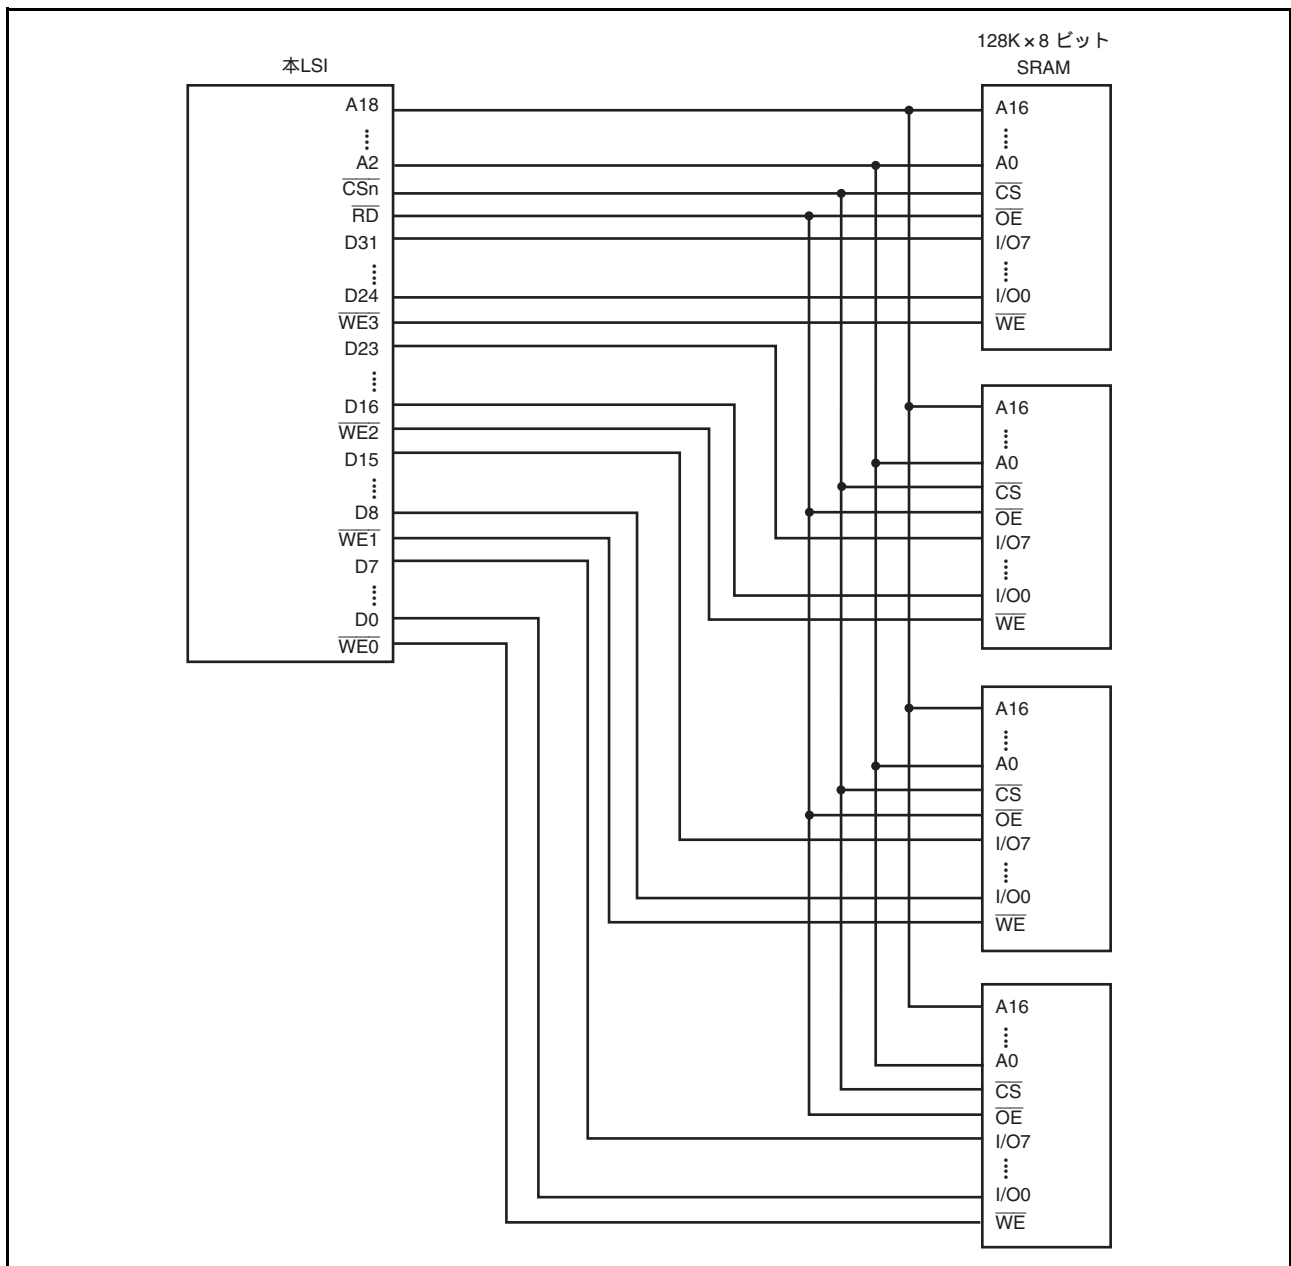 128K×8 ビット
SRAM
本LSI
A18
A2
CSn
RD
D31
D24
WE3
D23
D16
WE2
D15
D8
WE1
D7
D0
WE0
A16
A0
CS
OE
I/O7
I/O0
WE
A16
A0
CS
OE
I/O7
I/O0
WE
A16
A0
CS
OE
I/O7
I/O0
WE
A16
A0
CS
OE
I/O7
I/O0
WE